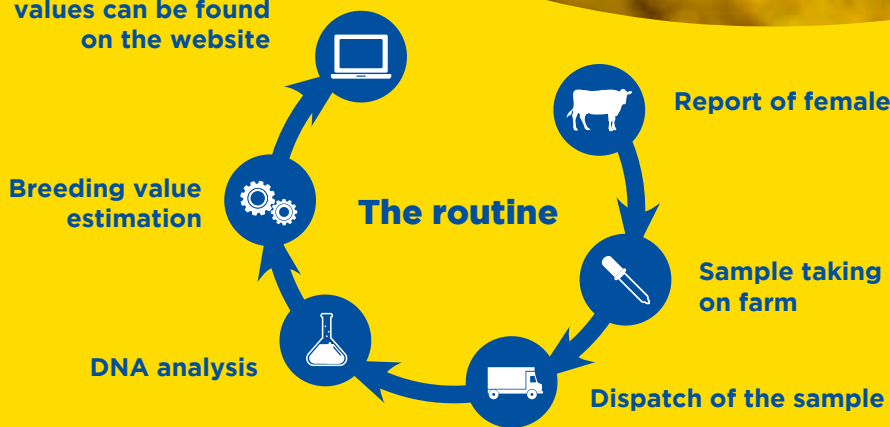 values can be found
on the website
Report of female
Breeding value
estimation
The routine
Sample taking
on farm
DNA analysis
Dispatch of the sample